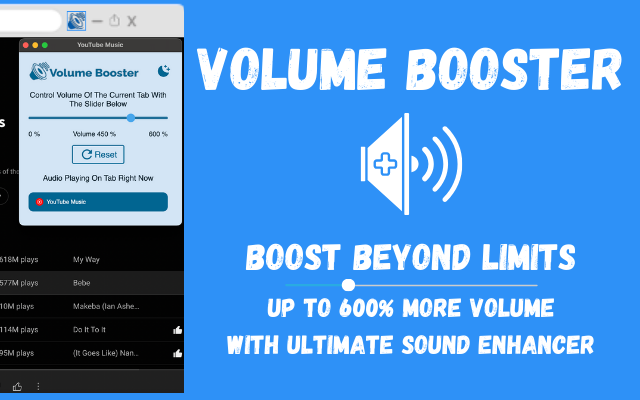 YouTube Music
Volume Booster
Control Volume Of The Current Tab With
The Slider Below
0 %
Volume 450 %
600 %
Reset
Audio Playing On Tab Right Now
YouTube Music
s
s of the
618M plays
My Way
577M plays
Bebe
10M plays
Makeba (Ian Ashe...
114M plays
Do It To It
95M plays
(It Goes Like) Nan...
VOLUME BOOSTER
BOOST BEYOND LIMITS
UP TO 600% MORE VOLUME
WITH ULTIMATE SOUND ENHANCER